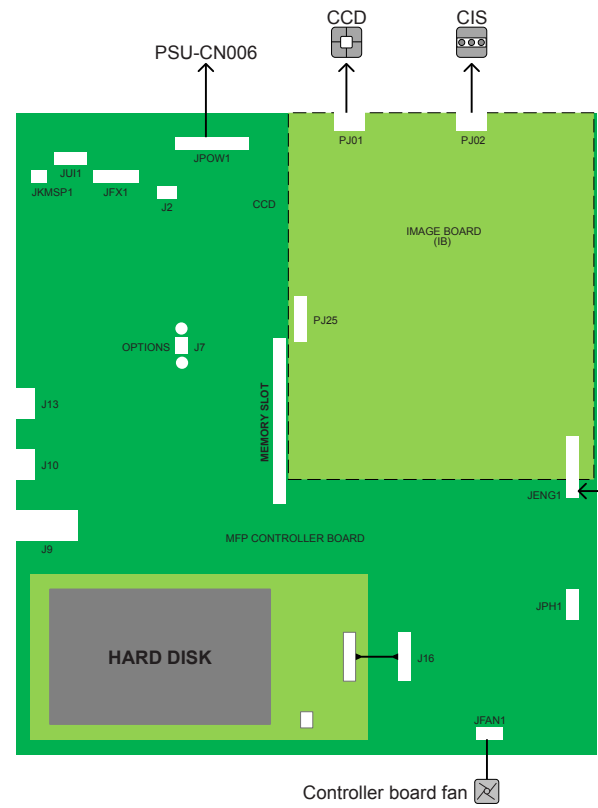 CCD
CIS
PSU-CN006
PJ01
PJ02
JPOW1
JUI1
JKMSP1
JFX1
J2
CCD
IMAGE BOARD
(IB)
PJ25
OPTIONS
J7
MEMORY SLOT
J13
J10
JENG1
J9
MFP CONTROLLER BOARD
JPH1
HARD DISK
J16
JFAN1
Controller board fan